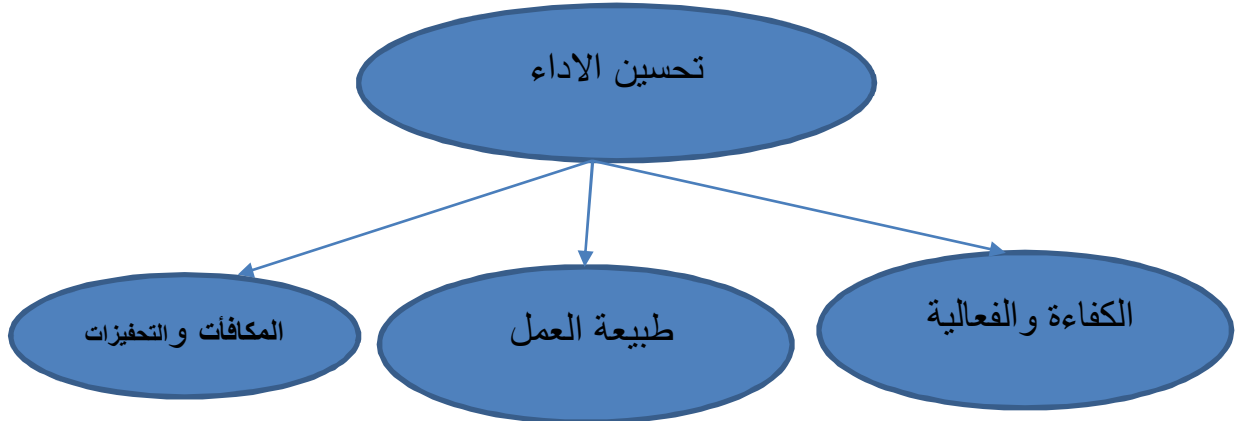 تحسين الاداء
الكفاءة والفعالية
طبيعة العمل
المكافأت والتحفيزات